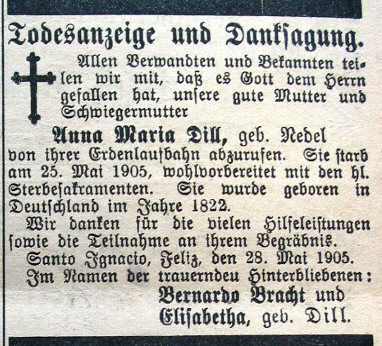 Todesanzeige und Danksagung.
Allen Verwandten und Bekannten tei-
len wir mit, daß es Gott dem Herrn
gefallen hat, unsere gute Mutter und
Schwiegermutter
Anna Maria Dill, geb. Nedel
von ihrer Erdenlaufbahn abzurufen. Sie starb
am 25. Mai 1905, wohlvorbereitet mit den hl.
Sterbesakramenten. Sie wurde geboren in
Deutschland im Jahre 1822.
Wir danken für die vielen Hilfeleistungen
sowie die Teilnahme an ihrem Begräbnis.
Santo Ignacio, Feliz, den 28. Mai 1905.
Im Namen der trauerndeu Hinterbliebenen:
Bernardo Bracht und
Elisabetha, geb. Dill.